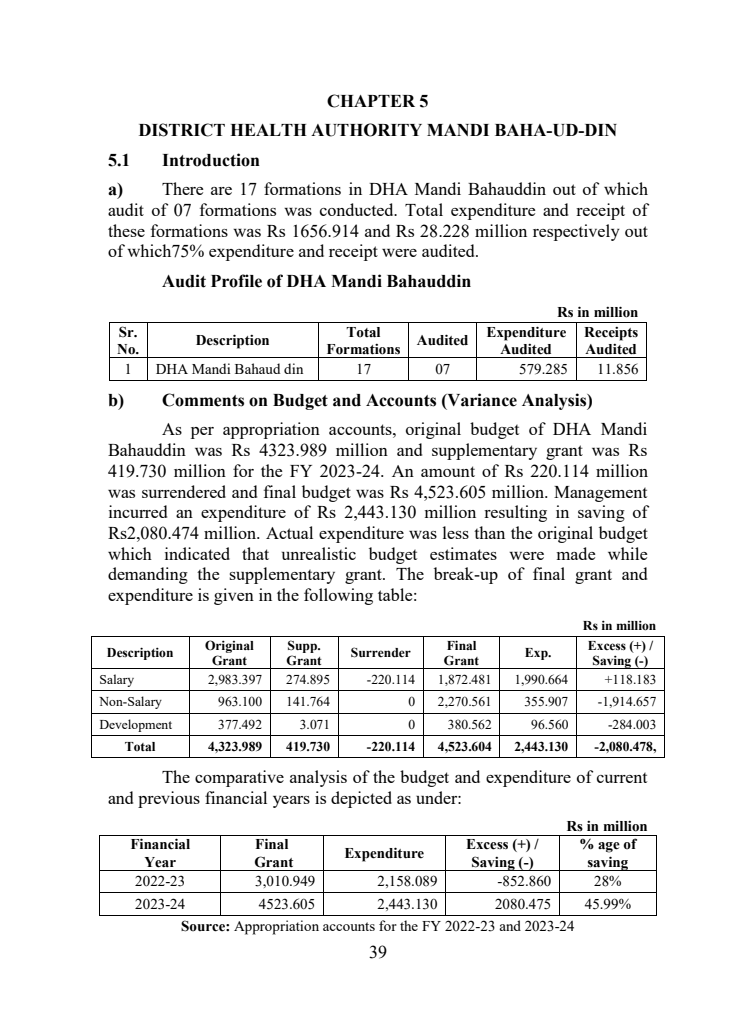 CHAPTER 5
DISTRICT HEALTH AUTHORITY MANDI BAHA-UD-DIN
5.1 Introduction
a) There are 17 formations in DHA Mandi Bahauddin out of which
audit of 07 formations was conducted. Total expenditure and receipt of
these formations was Rs 1656.914 and Rs 28.228 million respectively out
of which75% expenditure and receipt were audited.
Audit Profile of DHA Mandi Bahauddin
Rs in million
Sr. No. Description Total Formations Audited Expenditure Audited Receipts Audited
1 DHA Mandi Bahaud din 17 07 579.285 11.856
b) Comments on Budget and Accounts (Variance Analysis)
As per appropriation accounts, original budget of DHA Mandi
Bahauddin was Rs 4323.989 million and supplementary grant was Rs
419.730 million for the FY 2023-24. An amount of Rs 220.114 million
was surrendered and final budget was Rs 4,523.605 million. Management
incurred an expenditure of Rs 2,443.130 million resulting in saving of
Rs2,080.474 million. Actual expenditure was less than the original budget
which indicated that unrealistic budget estimates were made while
demanding the supplementary grant. The break-up of final grant and
expenditure is given in the following table:
Rs in million
Description Original Grant Supp. Grant Surrender Final Grant Exp. Excess (+) / Saving (-)
Salary 2,983.397 274.895 -220.114 1,872.481 1,990.664 +118.183
Non-Salary 963.100 141.764 0 2,270.561 355.907 -1,914.657
Development 377.492 3.071 0 380.562 96.560 -284.003
Total 4,323.989 419.730 -220.114 4,523.604 2,443.130 -2,080.478,
The comparative analysis of the budget and expenditure of current
and previous financial years is depicted as under:
Rs in million
Financial Year Final Grant Expenditure Excess (+) / Saving (-) % age of saving
2022-23 3,010.949 2,158.089 -852.860 28%
2023-24 4523.605 2,443.130 2080.475 45.99%
Source: Appropriation accounts for the FY 2022-23 and 2023-24
39